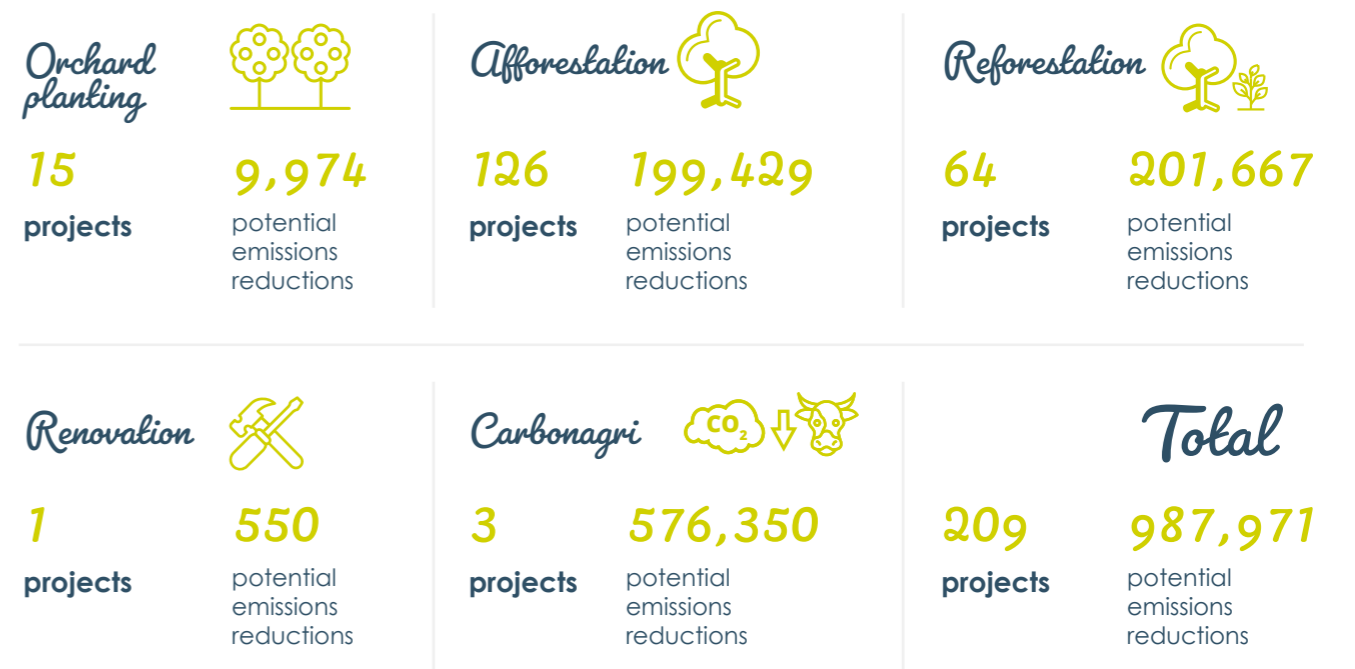 Orchard
planting
15
projects
9,974
potential
emissions
reductions
Afforestation
126
projects
199,429
potential
emissions
reductions
Reforestation
64
projects
201,667
potential
emissions
reductions
Renovation
1
projects
550
potential
emissions
reductions
Carbonagri
CO2
3
projects
576,350
potential
emissions
reductions
Total
209
projects
987,971
potential
emissions
reductions